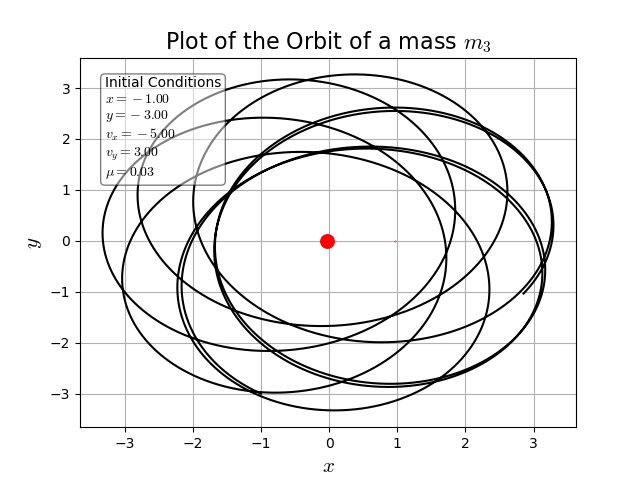 Plot of the Orbit of a mass m₃
Initial Conditions
x = −1.00
y = −3.00
vₓ = −5.00
v_y = 3.00
μ = 0.03
3
2
1
0
−1
−2
−3
y
−3 −2 −1 0 1 2 3
x